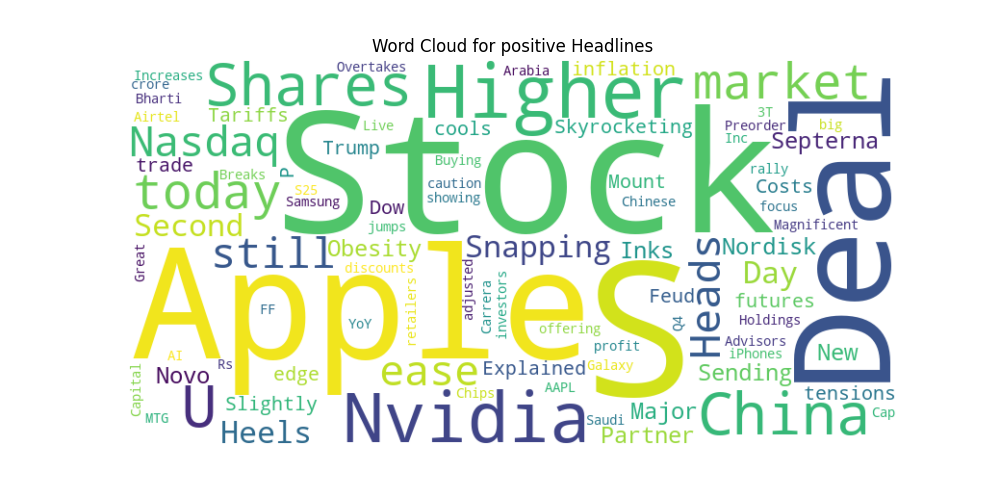 Word Cloud for positive Headlines
Increases
crore
Bharti
Airtel
Shares
Overtakes
Higher
Arabia
inflation
market
Deal
Tariffs
Live
cools
Skyrocketing
3T
Preorder
big
Inc
Septerna
Nasdaq
Trump
Stock
Buying
trade
Breaks
P
caution
showing
Mount
Chinese
rally
Costs
focus
Magnificent
today
S25
Samsung
Dow
jumps
Second
Great
still
Obesity
Snapping
Inks
Heads
Nordisk
discounts
Apple
S
adjusted
Carrera
investors
retailers
Feud
Day
futures
FF
YoY
offering
Q4
Holdings
profit
Advisors
iPhones
New
AI
Rs
Novo
edge
ease
Explained
Galaxy
Sending
tensions
Capital
MTG
U
Slightly
Heels
Nvidia
Chips
AAPL
Saudi
Major
Partner
China
Cap